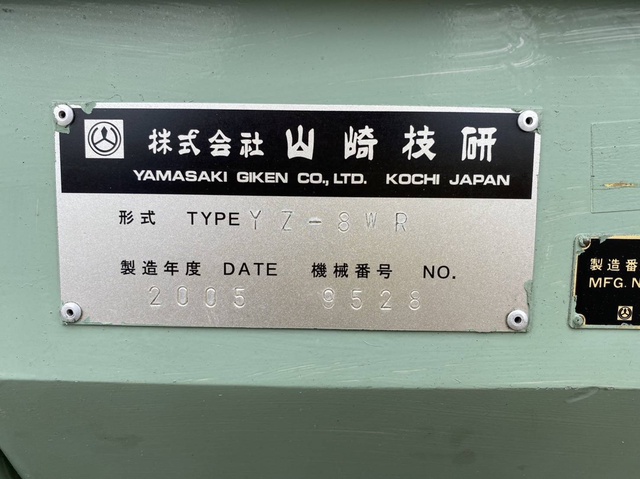 株式会社 山崎技研
YAMASAKI GIKEN CO., LTD. KOCHI JAPAN
形式 TYPE YZ-8WR
製造年度 DATE 機械番号 NO.
2005 9528
製造番
MFG. N